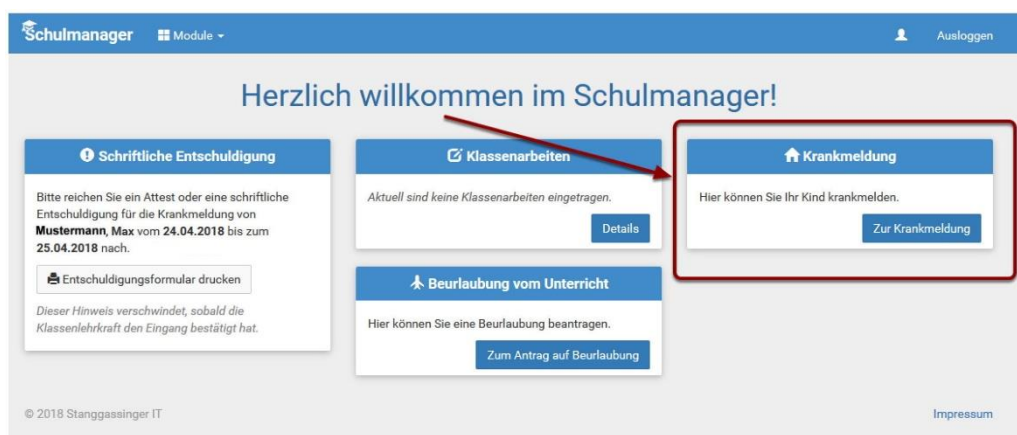 Schulmanager Module Ausloggen
Herzlich willkommen im Schulmanager!
Schriftliche Entschuldigung
Bitte reichen Sie ein Attest oder eine schriftliche
Entschuldigung für die Krankmeldung von
Mustermann, Max vom 24.04.2018 bis zum
25.04.2018 nach.
Entschuldigungsformular drucken
Dieser Hinweis verschwindet, sobald die
Klassenlehrkraft den Eingang bestätigt hat.
Klassenarbeiten
Aktuell sind keine Klassenarbeiten eingetragen.
Details
Beurlaubung vom Unterricht
Hier können Sie eine Beurlaubung beantragen.
Zum Antrag auf Beurlaubung
Krankmeldung
Hier können Sie Ihr Kind krankmelden.
Zur Krankmeldung
© 2018 Stanggassinger IT
Impressum